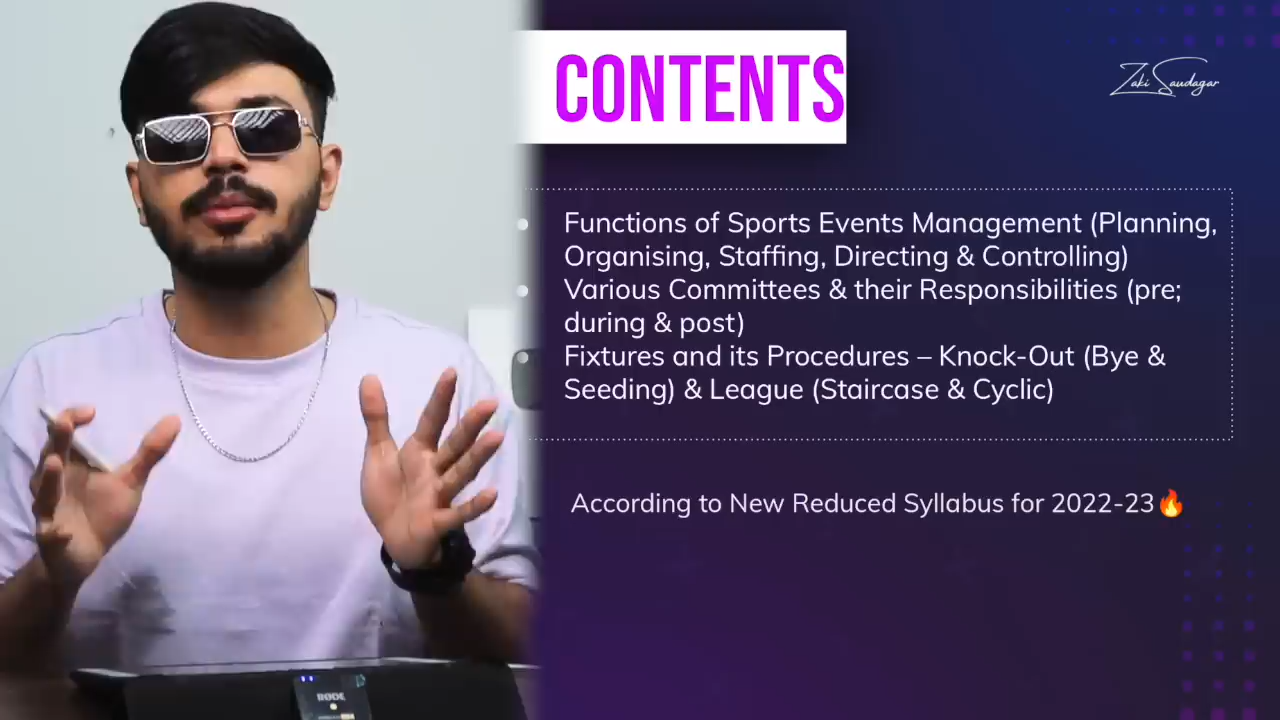 CONTENTS
Zaki Saudagar
Functions of Sports Events Management (Planning,
Organising, Staffing, Directing & Controlling)
Various Committees & their Responsibilities (pre;
during & post)
Fixtures and its Procedures – Knock-Out (Bye &
Seeding) & League (Staircase & Cyclic)
According to New Reduced Syllabus for 2022-23🔥
RØDE